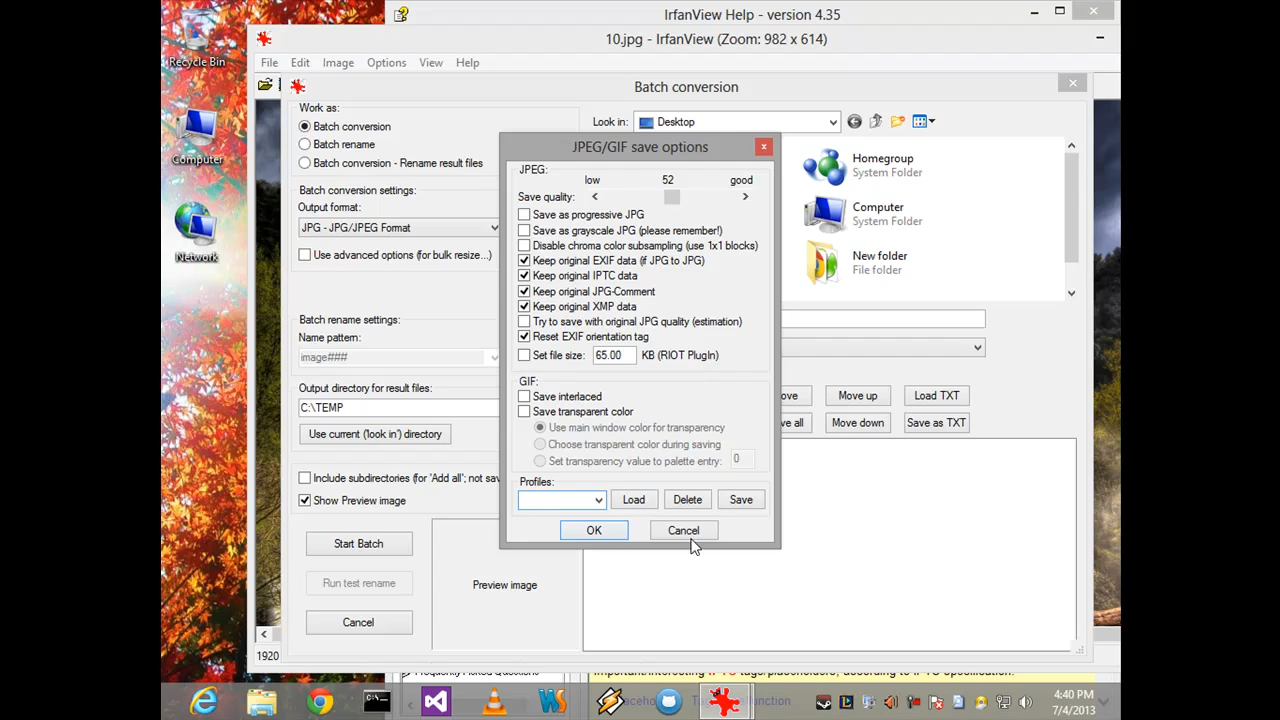 IrfanView Help - version 4.35
10.jpg - IrfanView (Zoom: 982 x 614)
File Edit Image Options View Help
Batch conversion
Recycle Bin
Computer
Network
Work as:
Batch conversion
Batch rename
Batch conversion - Rename result files
Batch conversion settings:
Output format:
JPG - JPG/JPEG Format
Use advanced options (for bulk resize...)
Batch rename settings:
Name pattern:
image###
Output directory for result files:
C:\TEMP
Use current ('look in') directory
Include subdirectories (for 'Add all'; not sav
Show Preview image
Start Batch
Run test rename
Cancel
Preview image
Look in: Desktop
Homegroup
System Folder
Computer
System Folder
New folder
File folder
ove Move up Load TXT
ve all Move down Save as TXT
JPEG/GIF save options
JPEG:
low 52 good
Save quality: < >
Save as progressive JPG
Save as grayscale JPG (please remember!)
Disable chroma color subsampling (use 1x1 blocks)
Keep original EXIF data (if JPG to JPG)
Keep original IPTC data
Keep original JPG-Comment
Keep original XMP data
Try to save with original JPG quality (estimation)
Reset EXIF orientation tag
Set file size: 65.00 KB (RIOT PlugIn)
GIF:
Save interlaced
Save transparent color
Use main window color for transparency
Choose transparent color during saving
Set transparency value to palette entry: 0
Profiles:
Load Delete Save
OK Cancel
1920
4:40 PM
7/4/2013